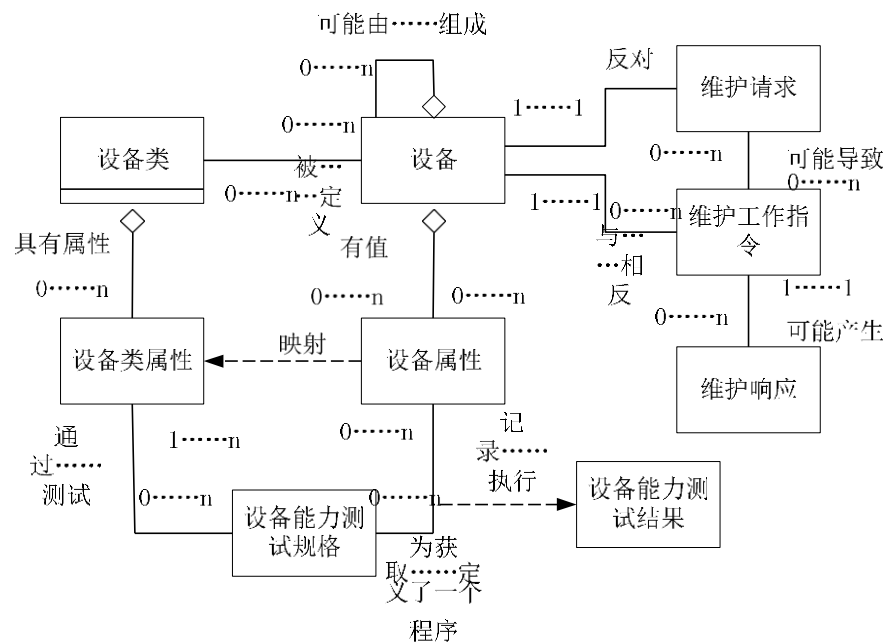 可能由……组成
0……n
反对
维护请求
0……n
1……1
设备类
被…
…定
义
设备
0……n
0……n
可能导致
0……n
1……1
0……n
维护工作指
令
与…
…相
反
具有属性
有值
0……n
0……n
0……n
1……1
0……n
可能产生
设备类属性
映射
设备属性
维护响应
通
过……
测试
1……n
0……n
记
录……
执行
0……n
0……n
设备能力测
试规格
设备能力测
试结果
为获
取……定
义了一个
程序